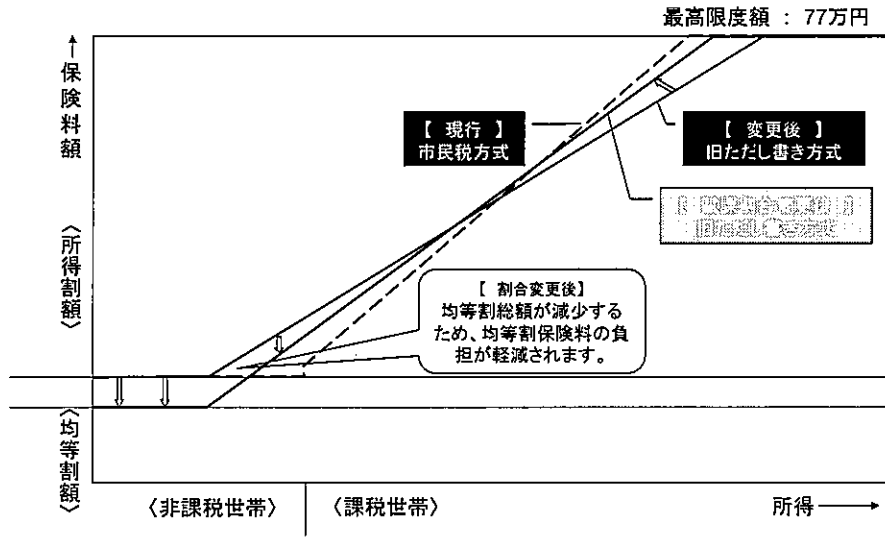 最高限度額 : 77万円
↑保険料額
〈所得割額〉
〈均等割額〉
【 現行 】
市民税方式
【 変更後 】
旧ただし書き方式
【 割合変更後】
均等割総額が減少する
ため、均等割保険料の負
担が軽減されます。
〈非課税世帯〉
〈課税世帯〉
所得→